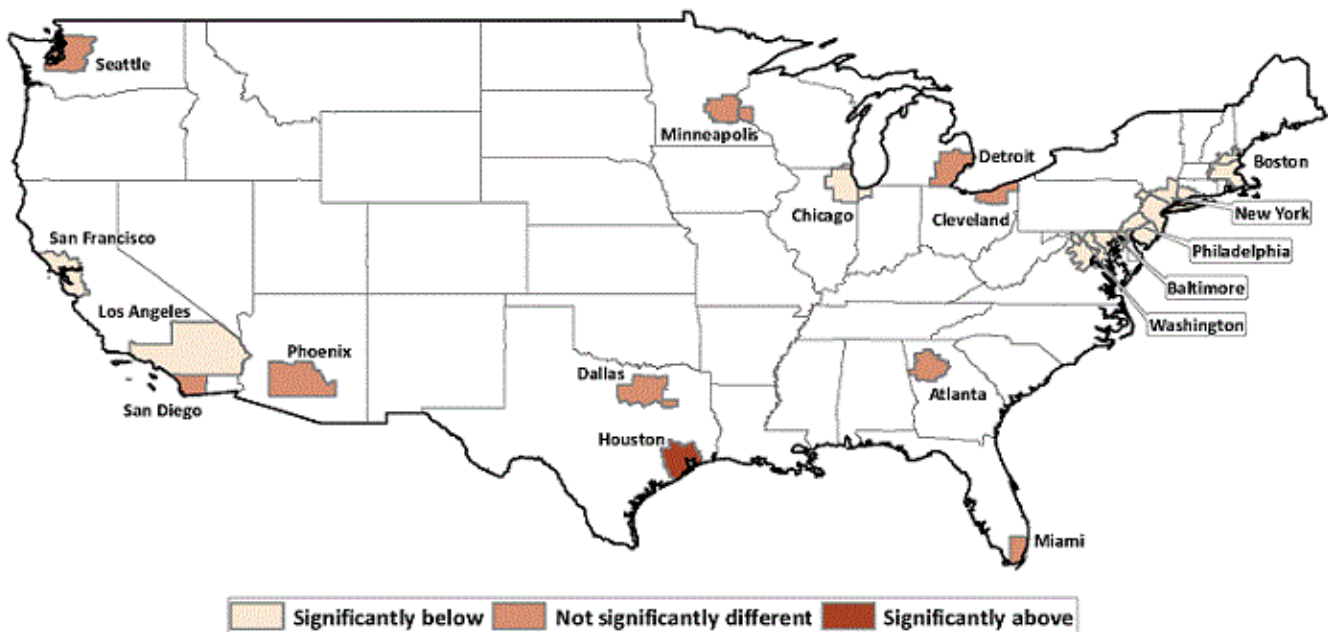 Seattle
Minneapolis
Detroit
Boston
Chicago
Cleveland
New York
San Francisco
Philadelphia
Baltimore
Los Angeles
Washington
Phoenix
Dallas
Atlanta
San Diego
Houston
Miami
Significantly below
Not significantly different
Significantly above